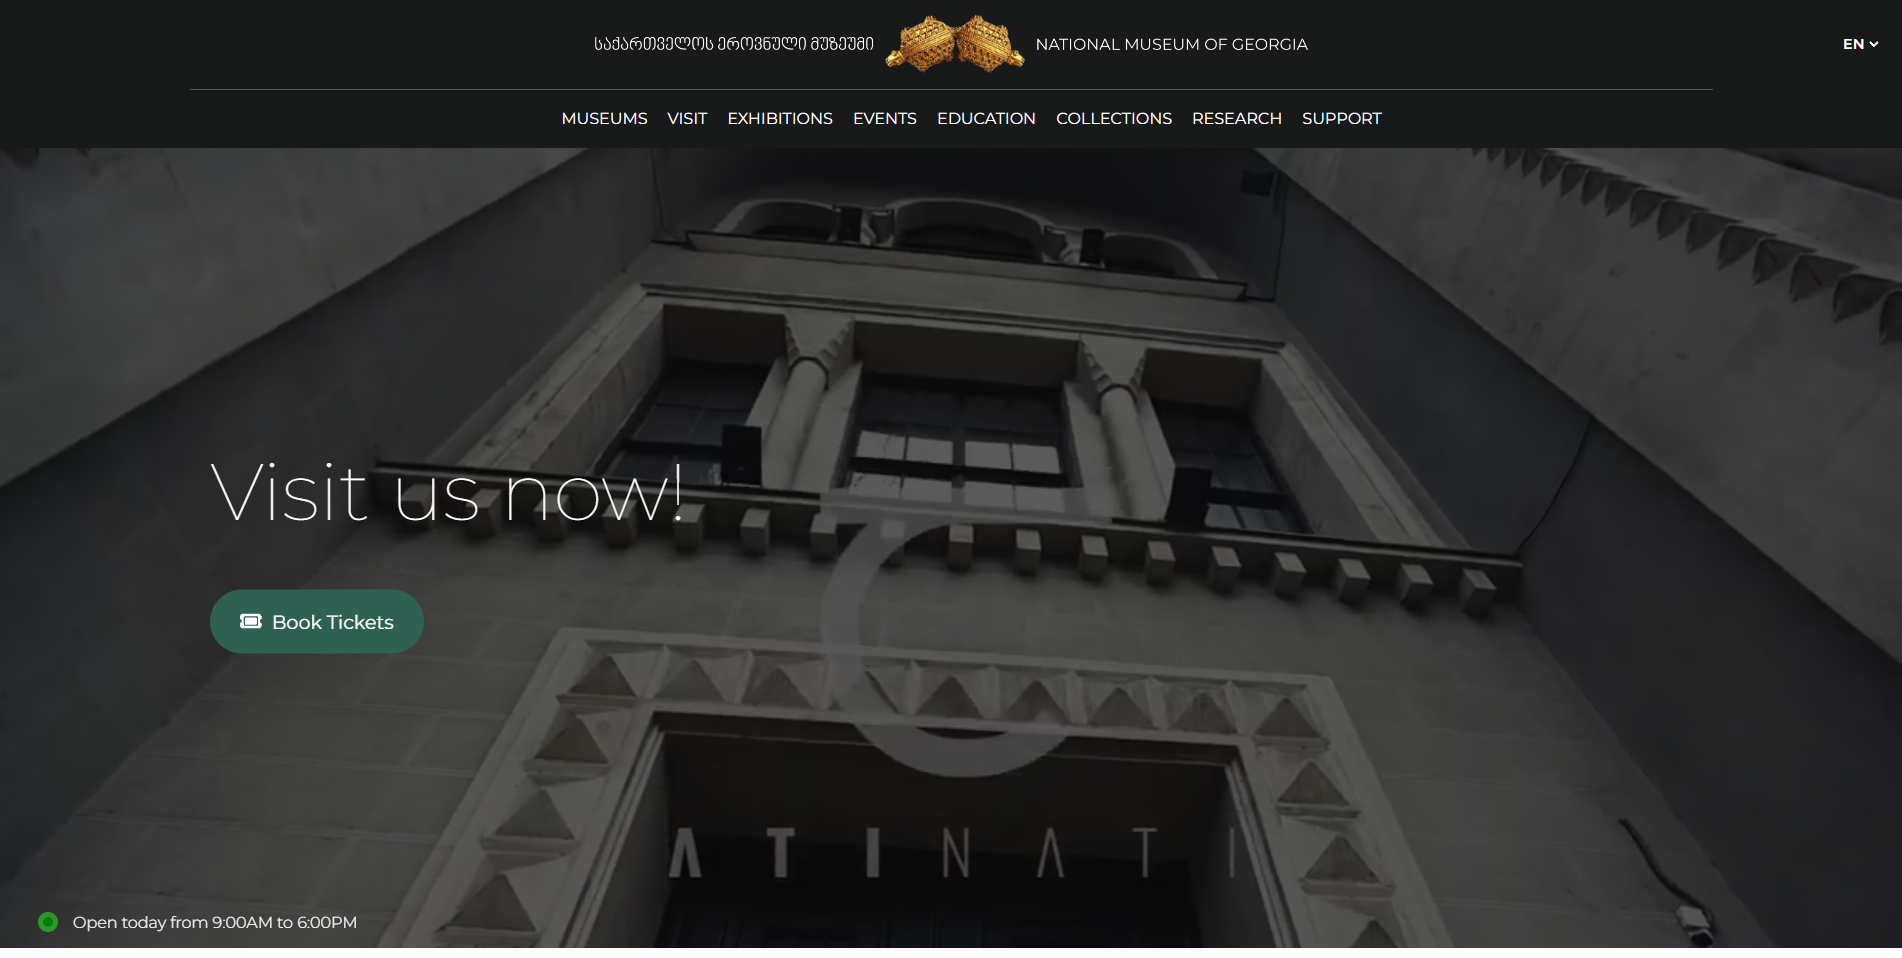 საქართველოს ეროვნული მუზეუმი
NATIONAL MUSEUM OF GEORGIA
EN
MUSEUMS VISIT EXHIBITIONS EVENTS EDUCATION COLLECTIONS RESEARCH SUPPORT
Visit us now!
Book Tickets
ATINATI
Open today from 9:00AM to 6:00PM